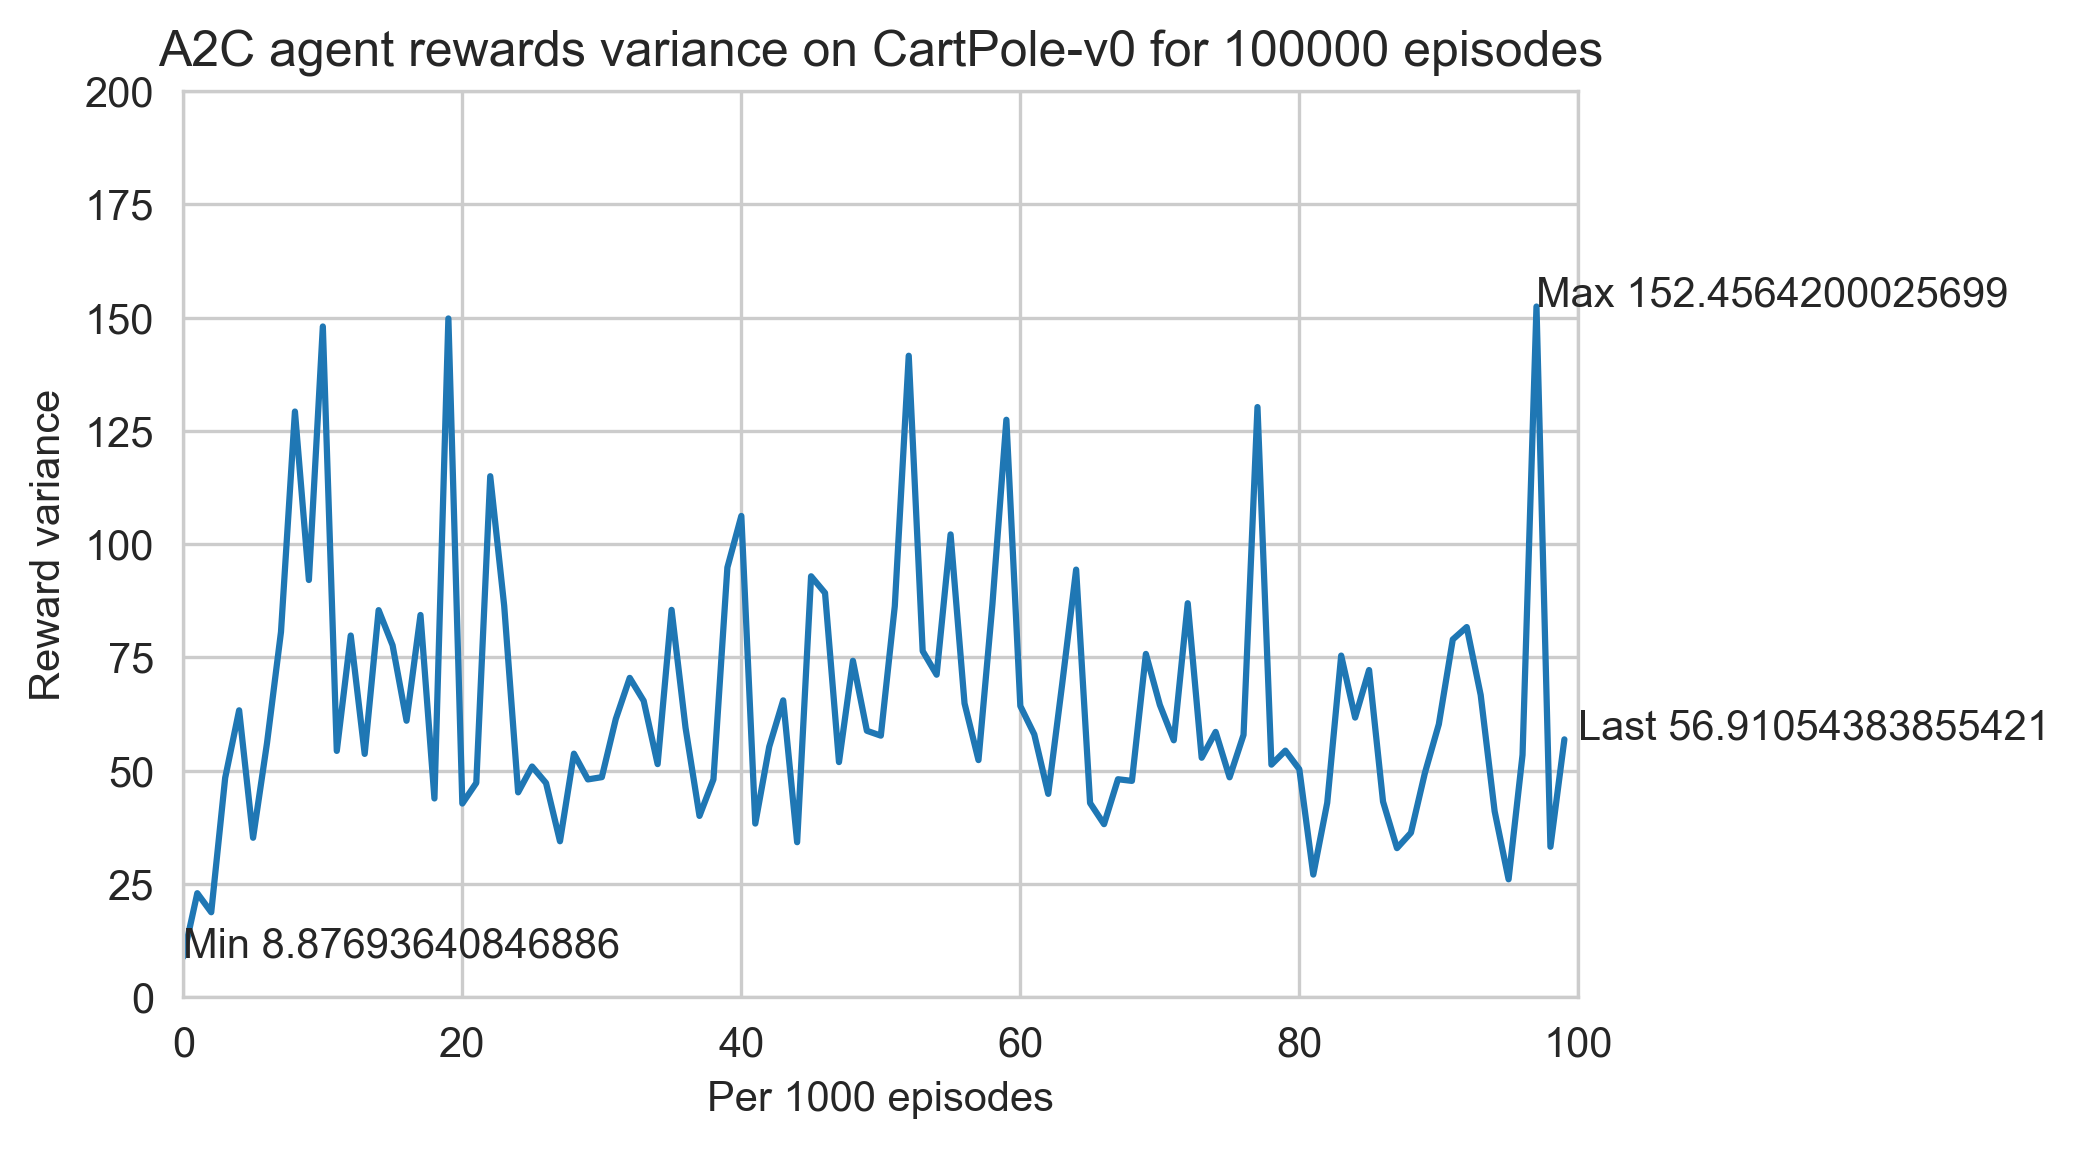 A2C agent rewards variance on CartPole-v0 for 100000 episodes
200
175
150
125
100
75
50
25
0
Reward variance
Max 152.4564200025699
Last 56.91054383855421
Min 8.87693640846886
0 20 40 60 80 100
Per 1000 episodes